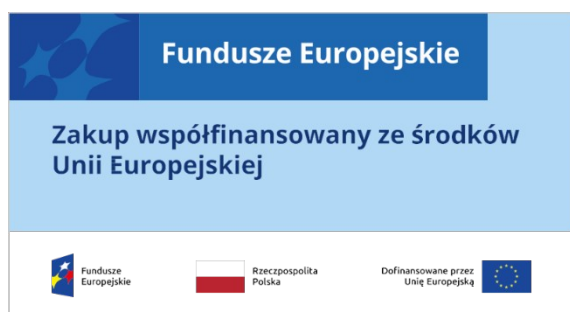 Fundusze Europejskie
Zakup współfinansowany ze środków
Unii Europejskiej
Fundusze
Europejskie
Rzeczpospolita
Polska
Dofinansowane przez
Unię Europejską